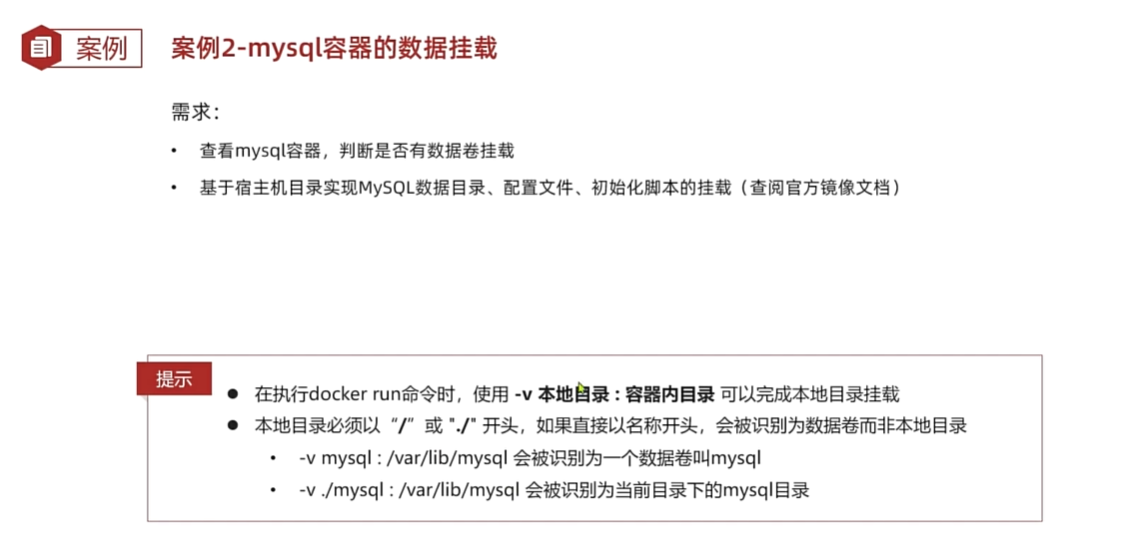 案例
案例2-mysql容器的数据挂载
需求：
• 查看mysql容器，判断是否有数据卷挂载
• 基于宿主机目录实现MySQL数据目录、配置文件、初始化脚本的挂载（查阅官方镜像文档）
提示
● 在执行docker run命令时，使用 -v 本地目录 : 容器内目录 可以完成本地目录挂载
● 本地目录必须以“/”或 "./" 开头，如果直接以名称开头，会被识别为数据卷而非本地目录
• -v mysql : /var/lib/mysql 会被识别为一个数据卷叫mysql
• -v ./mysql : /var/lib/mysql 会被识别为当前目录下的mysql目录